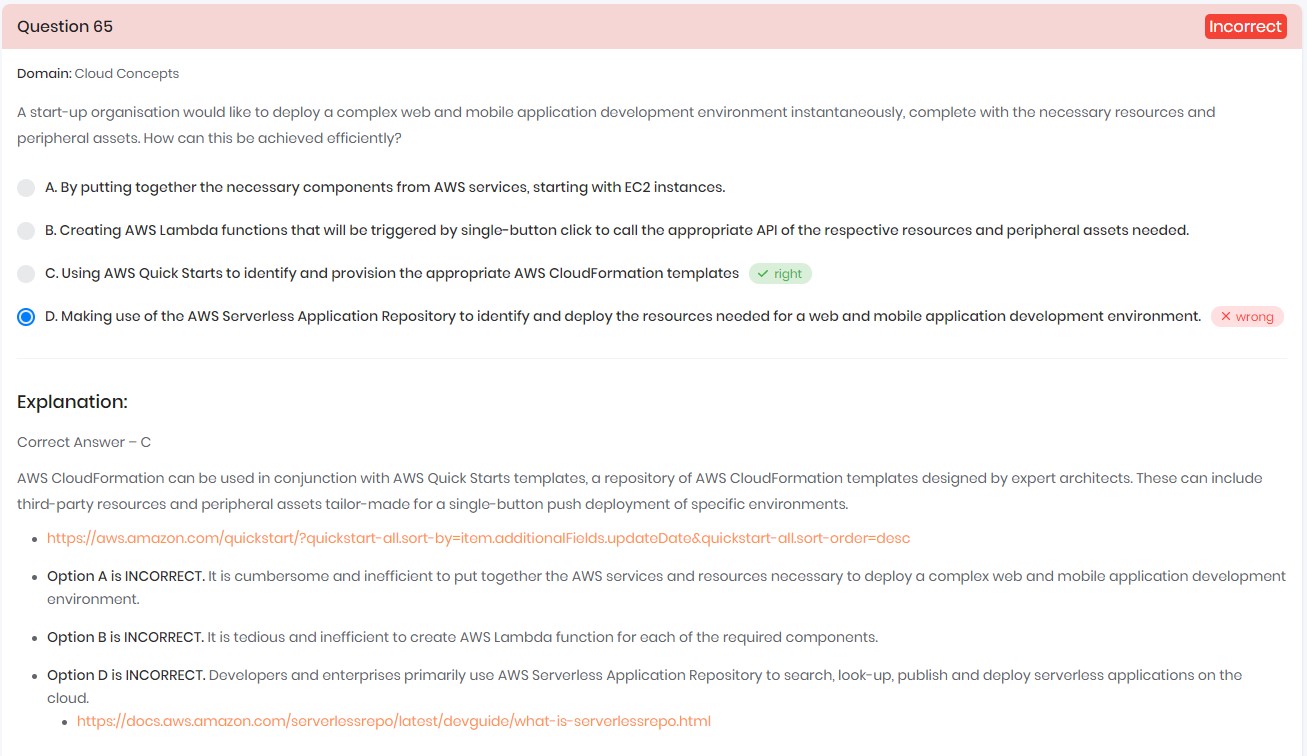 Question 65
Incorrect
Domain: Cloud Concepts
A start-up organisation would like to deploy a complex web and mobile application development environment instantaneously, complete with the necessary resources and
peripheral assets. How can this be achieved efficiently?
A. By putting together the necessary components from AWS services, starting with EC2 instances.
B. Creating AWS Lambda functions that will be triggered by single-button click to call the appropriate API of the respective resources and peripheral assets needed.
C. Using AWS Quick Starts to identify and provision the appropriate AWS CloudFormation templates ✓ right
D. Making use of the AWS Serverless Application Repository to identify and deploy the resources needed for a web and mobile application development environment. ✕ wrong
Explanation:
Correct Answer – C
AWS CloudFormation can be used in conjunction with AWS Quick Starts templates, a repository of AWS CloudFormation templates designed by expert architects. These can include
third-party resources and peripheral assets tailor-made for a single-button push deployment of specific environments.
• https://aws.amazon.com/quickstart/?quickstart-all.sort-by=item.additionalFields.updateDate&quickstart-all.sort-order=desc
• Option A is INCORRECT. It is cumbersome and inefficient to put together the AWS services and resources necessary to deploy a complex web and mobile application development
environment.
• Option B is INCORRECT. It is tedious and inefficient to create AWS Lambda function for each of the required components.
• Option D is INCORRECT. Developers and enterprises primarily use AWS Serverless Application Repository to search, look-up, publish and deploy serverless applications on the
cloud.
• https://docs.aws.amazon.com/serverlessrepo/latest/devguide/what-is-serverlessrepo.html